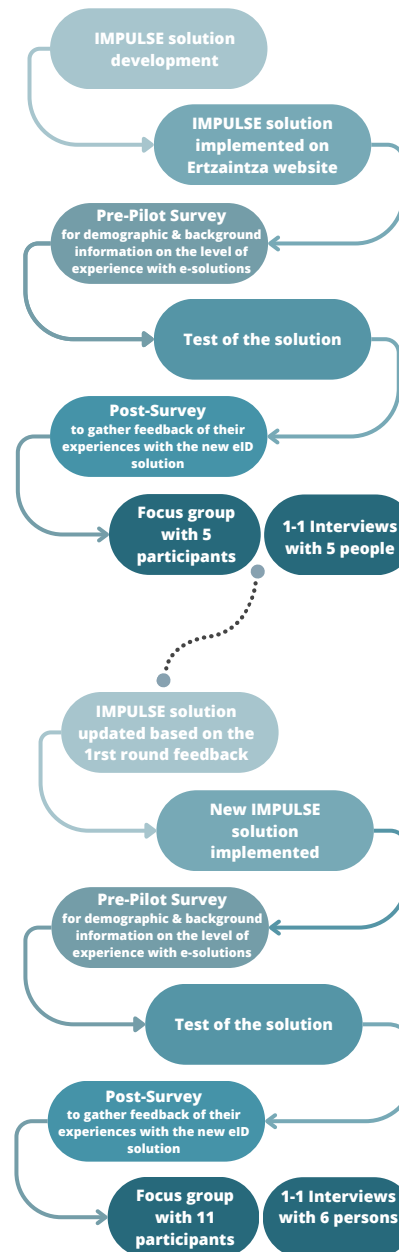 IMPULSE solution
development
IMPULSE solution
implemented on
Ertzaintza website
Pre-Pilot Survey
for demographic & background
information on the level of
experience with e-solutions
Test of the solution
Post-Survey
to gather feedback of their
experiences with the new eID
solution
Focus group
with 5
participants
1-1 Interviews
with 5 people
IMPULSE solution
updated based on the
1rst round feedback
New IMPULSE
solution
implemented
Pre-Pilot Survey
for demographic & background
information on the level of
experience with e-solutions
Test of the solution
Post-Survey
to gather feedback of their
experiences with the new eID
solution
Focus group
with 11
participants
1-1 Interviews
with 6 persons